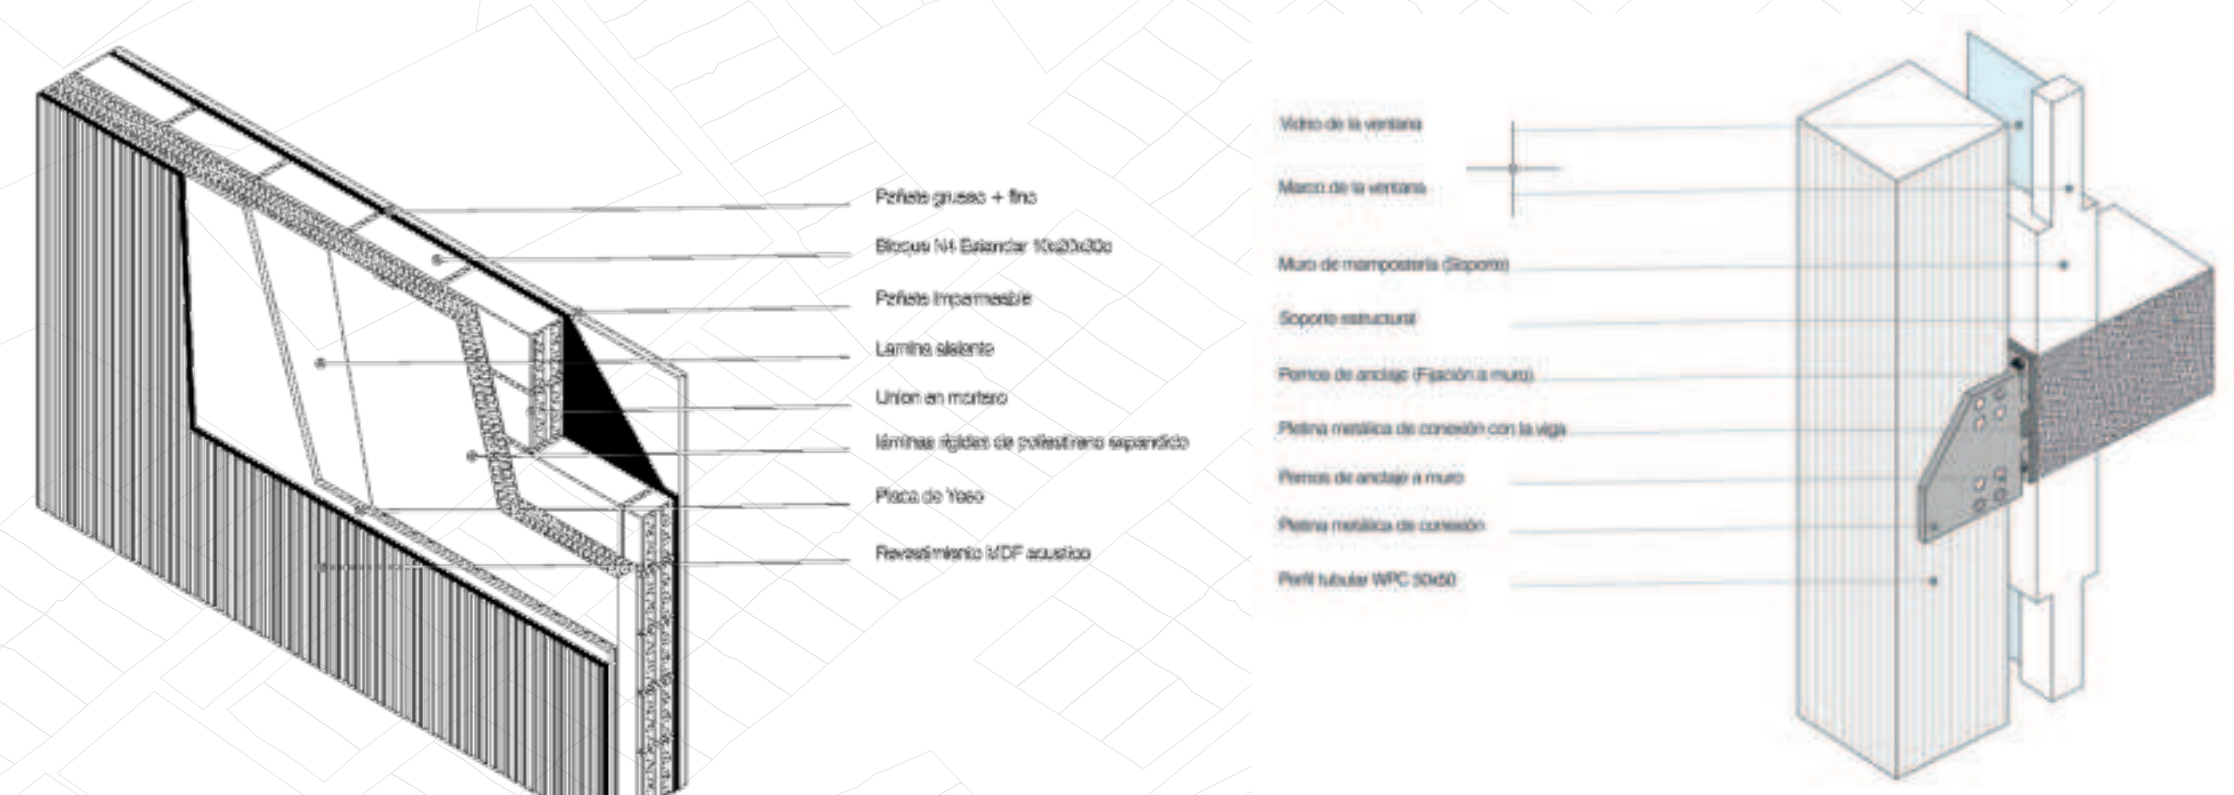 Pañete grueso + fino
Bloque N4 Estandar
Pañete impermeable
Lamina aislante
Union en mortero
láminas rígidas de poliestireno expandido
Placa de Yeso
Revestimiento MDF acustico
Vidrio de la ventana
Marco de la ventana
Muro de mampostería (Soporte)
Soporte estructural
Pernos de anclaje (Fijación a muro)
Pletina metálica de conexión con la viga
Pernos de anclaje a muro
Pletina metálica de conexión
Perfil tubular WPC 50x50